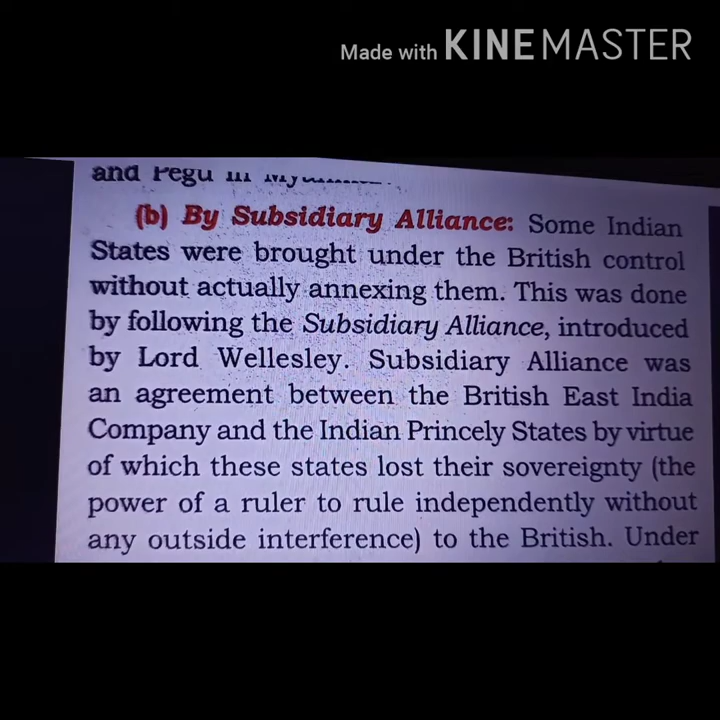 Made with KINEMASTER
and Pegu in
(b) By Subsidiary Alliance: Some Indian
States were brought under the British control
without actually annexing them. This was done
by following the Subsidiary Alliance, introduced
by Lord Wellesley. Subsidiary Alliance was
an agreement between the British East India
Company and the Indian Princely States by virtue
of which these states lost their sovereignty (the
power of a ruler to rule independently without
any outside interference) to the British. Under